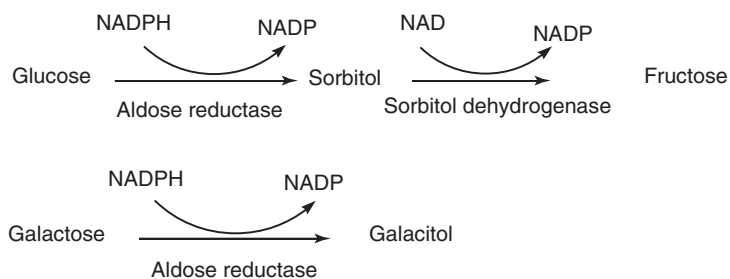 NADPH NADP NAD NADP
Glucose Sorbitol Fructose
Aldose reductase Sorbitol dehydrogenase
NADPH NADP
Galactose Galacitol
Aldose reductase